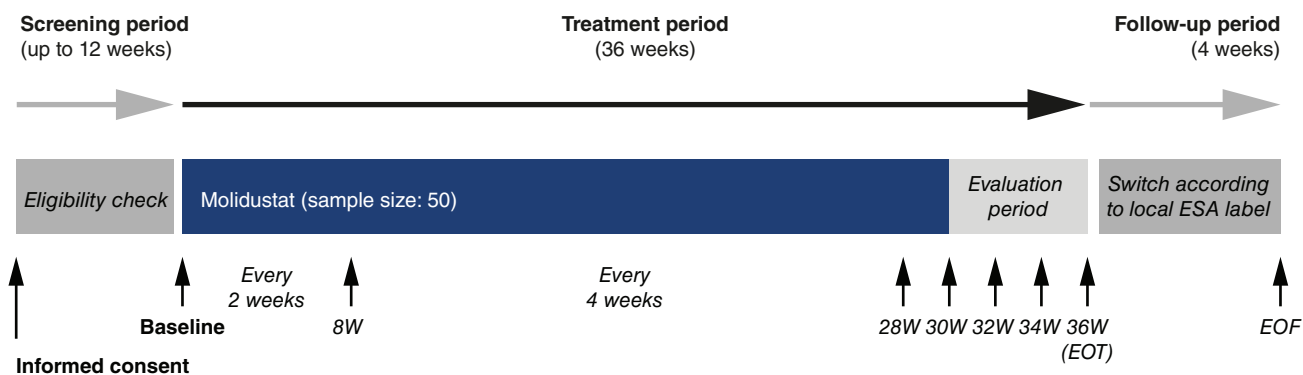 Screening period
(up to 12 weeks)
Treatment period
(36 weeks)
Follow-up period
(4 weeks)
Eligibility check
Molidustat (sample size: 50)
Evaluation
period
Switch according
to local ESA label
Every
2 weeks
Every
4 weeks
Baseline
8W
28W
30W
32W
34W
36W
(EOT)
EOF
Informed consent